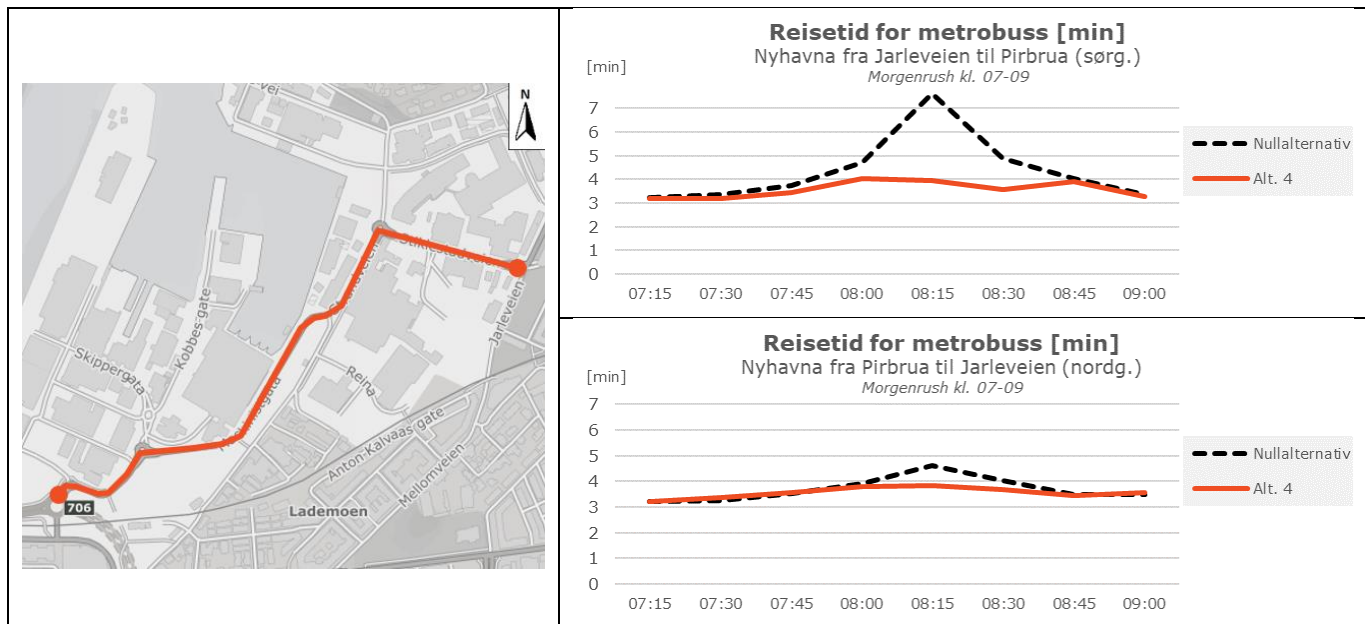 N
Stiklestadveien
Strandveien
Jarleveien
Kobbes gate
Skippergata
Reina
Maskinistgata
Anton-Kalvaas gate
Mellomveien
Lademoen
706
Reisetid for metrobuss [min]
Nyhavna fra Jarleveien til Pirbrua (sørg.)
Morgenrush kl. 07-09
[min]
7
6
5
4
3
2
1
0
07:15 07:30 07:45 08:00 08:15 08:30 08:45 09:00
Nullalternativ
Alt. 4
Reisetid for metrobuss [min]
Nyhavna fra Pirbrua til Jarleveien (nordg.)
Morgenrush kl. 07-09
[min]
7
6
5
4
3
2
1
0
07:15 07:30 07:45 08:00 08:15 08:30 08:45 09:00
Nullalternativ
Alt. 4